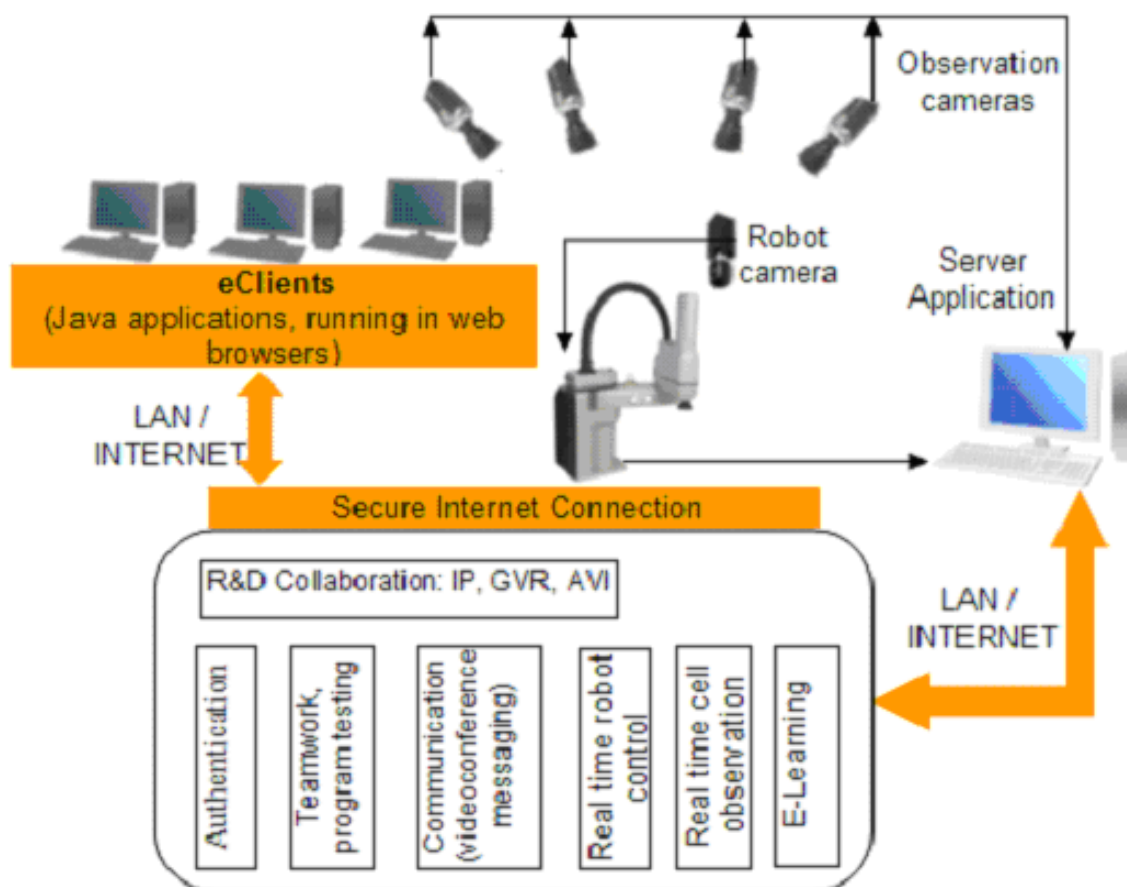 Observation
cameras
Robot
camera
Server
Application
eClients
(Java applications, running in web
browsers)
LAN /
INTERNET
Secure Internet Connection
R&D Collaboration: IP, GVR, AVI
LAN /
INTERNET
Authentication
Teamwork,
program testing
Communication
(videoconference
messaging)
Real time robot
control
Real time cell
observation
E-Learning